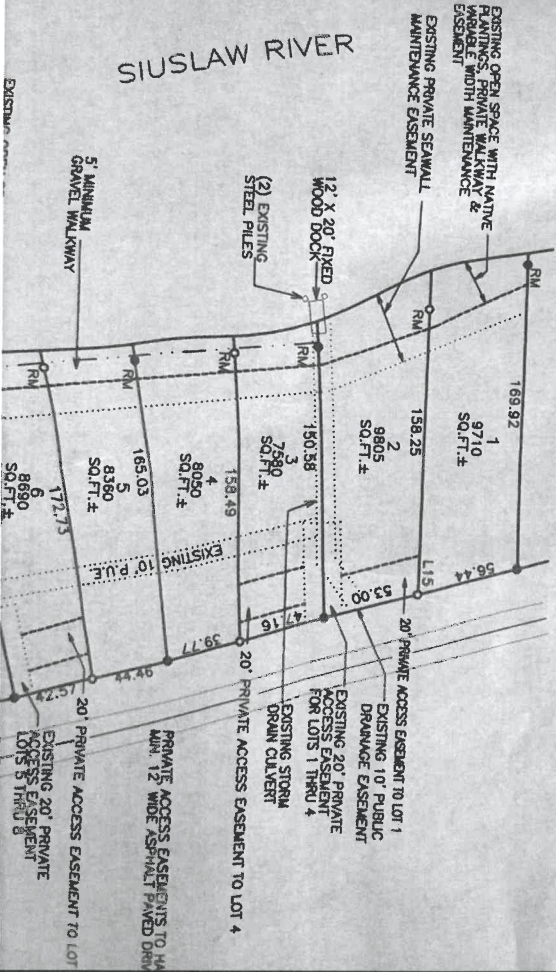 SIUSLAW RIVER
EXISTING OPEN SPACE WITH NATIVE
PLANTINGS, PRIVATE WALKWAY &
VARIABLE WIDTH MAINTENANCE
EASEMENT
EXISTING PRIVATE SEAWALL
MAINTENANCE EASEMENT
12' X 20' FIXED
WOOD DOCK
(2) EXISTING
STEEL PILES
5' MINIMUM
GRAVEL WALKWAY
EXISTING
RM
RM
RM
RM
RM
RM
169.92
1
9710
SQ.FT.±
158.25
2
9805
SQ.FT.±
150.58
3
7580
SQ.FT.±
158.49
4
8050
SQ.FT.±
165.03
5
8360
SQ.FT.±
172.73
6
8690
SQ.FT.±
EXISTING 10' P.U.E.
L15
56.44
53.00
47.16
39.77
44.46
42.57
20' PRIVATE ACCESS EASEMENT TO LOT 1
EXISTING 10' PUBLIC
DRAINAGE EASEMENT
EXISTING 20' PRIVATE
ACCESS EASEMENT
FOR LOTS 1 THRU 4
EXISTING STORM
DRAIN CULVERT
20' PRIVATE ACCESS EASEMENT TO LOT 4
PRIVATE ACCESS EASEMENTS TO HA
MIN. 12' WIDE ASPHALT PAVED DRIV
20' PRIVATE ACCESS EASEMENT TO LOT
EXISTING 20' PRIVATE
ACCESS EASEMENT
LOTS 5 THRU 8